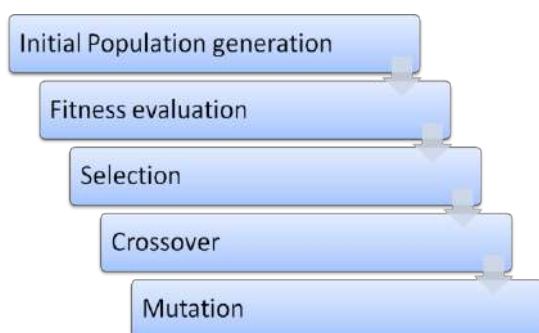 Initial Population generation
Fitness evaluation
Selection
Crossover
Mutation